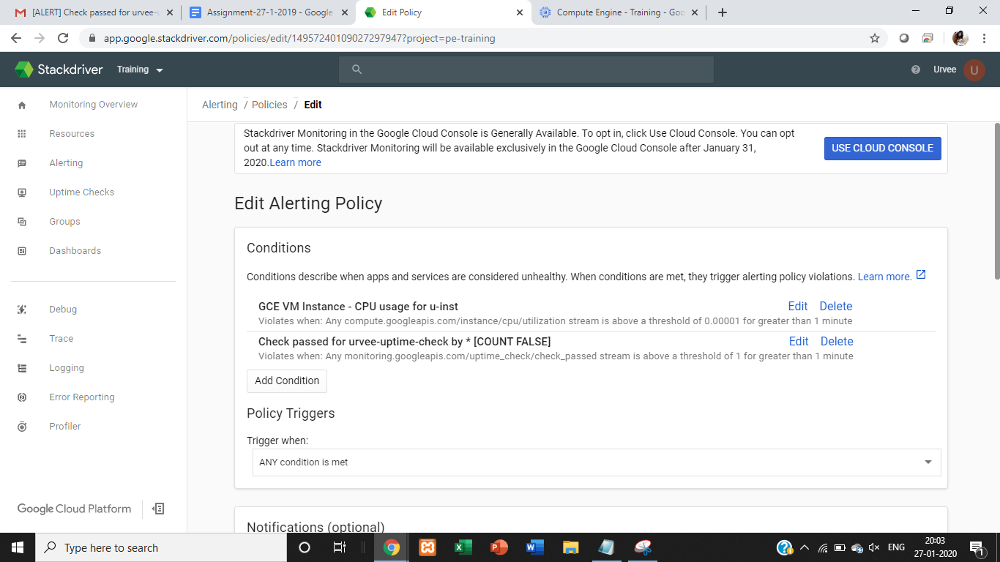 [ALERT] Check passed for urvee-u
Assignment-27-1-2019 - Google
Edit Policy
Compute Engine - Training - Goo
app.google.stackdriver.com/policies/edit/14957240109027297947?project=pe-training
Stackdriver
Training
Urvee
U
Monitoring Overview
Resources
Alerting
Uptime Checks
Groups
Dashboards
Debug
Trace
Logging
Error Reporting
Profiler
Google Cloud Platform
Alerting / Policies / Edit
Stackdriver Monitoring in the Google Cloud Console is Generally Available. To opt in, click Use Cloud Console. You can opt
out at any time. Stackdriver Monitoring will be available exclusively in the Google Cloud Console after January 31,
2020.Learn more
USE CLOUD CONSOLE
Edit Alerting Policy
Conditions
Conditions describe when apps and services are considered unhealthy. When conditions are met, they trigger alerting policy violations. Learn more.
GCE VM Instance - CPU usage for u-inst
Edit Delete
Violates when: Any compute.googleapis.com/instance/cpu/utilization stream is above a threshold of 0.00001 for greater than 1 minute
Check passed for urvee-uptime-check by * [COUNT FALSE]
Edit Delete
Violates when: Any monitoring.googleapis.com/uptime_check/check_passed stream is above a threshold of 1 for greater than 1 minute
Add Condition
Policy Triggers
Trigger when:
ANY condition is met
Notifications (optional)
Type here to search
ENG
20:03
27-01-2020
1